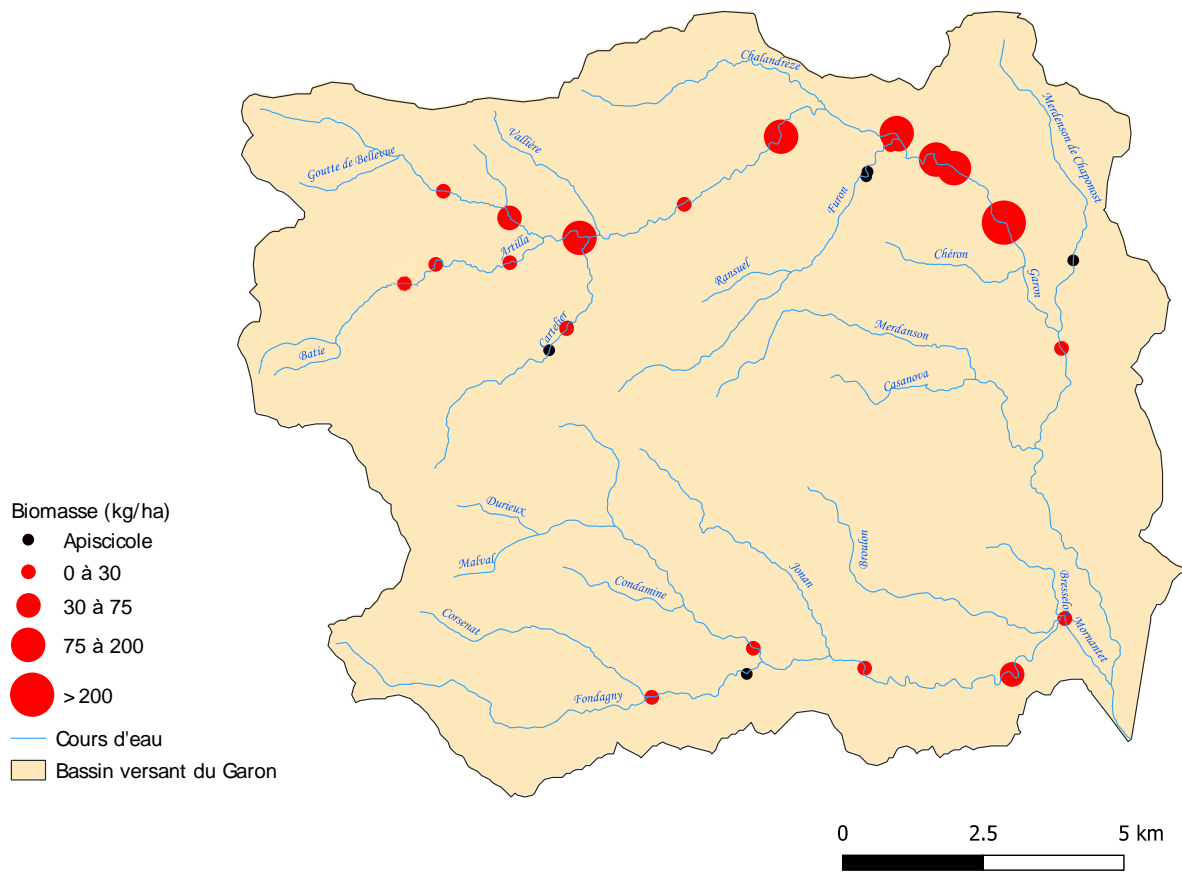 Chalandrèze
Merdenson de Chaponost
Vallière
Goutte de Bellevue
Furon
Artilla
Chéron
Ransuel
Garon
Cartelier
Merdanson
Batie
Casanova
Durieux
Malval
Broulon
Jonan
Condamine
Bresselon
Corsenat
Mornantet
Fondagny
Biomasse (kg/ha)
Apiscicole
0 à 30
30 à 75
75 à 200
> 200
Cours d'eau
Bassin versant du Garon
0 2.5 5 km